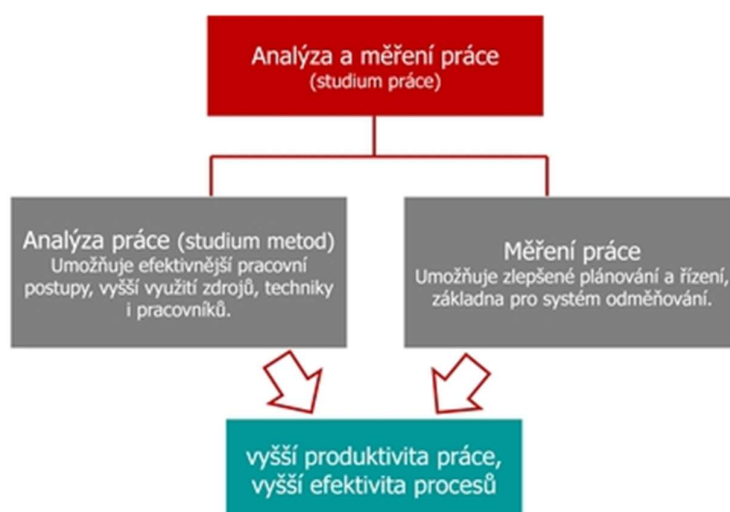 Analýza a měření práce
(studium práce)
Analýza práce (studium metod)
Umožňuje efektivnější pracovní
postupy, vyšší využití zdrojů, techniky
i pracovníků.
Měření práce
Umožňuje zlepšené plánování a řízení,
základna pro systém odměňování.
vyšší produktivita práce,
vyšší efektivita procesů